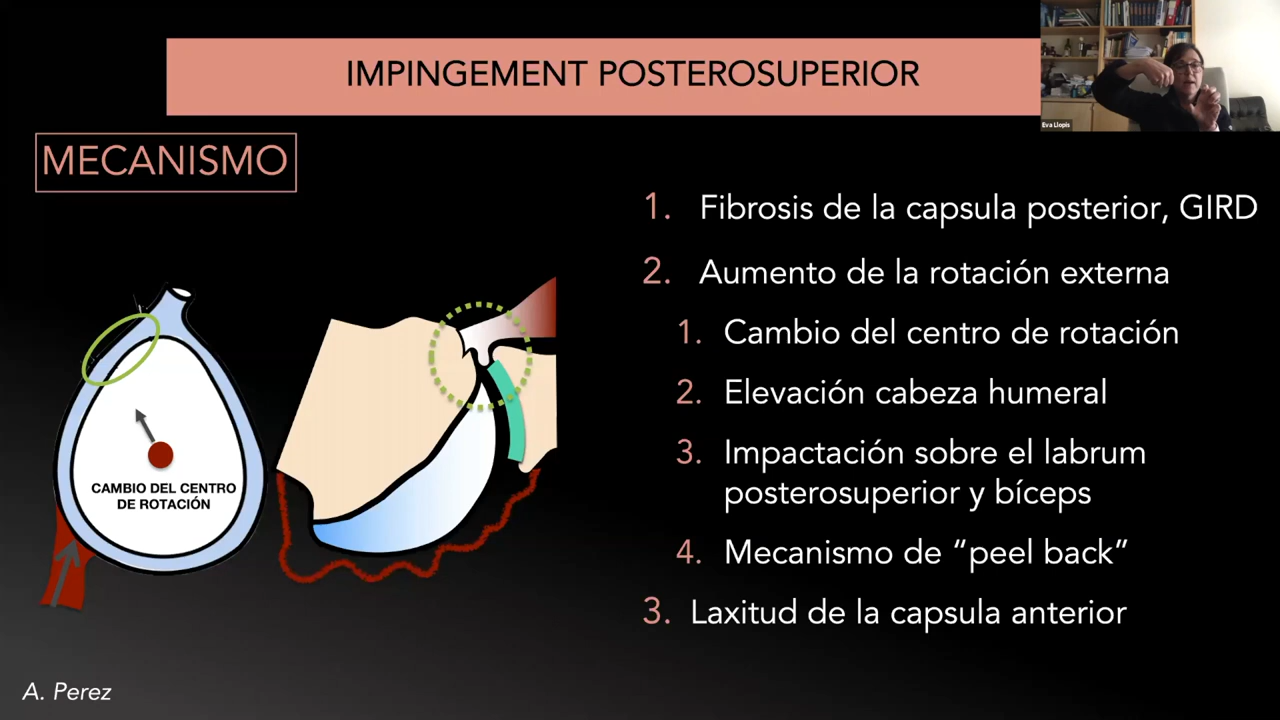 IMPINGEMENT POSTEROSUPERIOR
Eva Llopis
MECANISMO
1. Fibrosis de la capsula posterior, GIRD
2. Aumento de la rotación externa
1. Cambio del centro de rotación
2. Elevación cabeza humeral
3. Impactación sobre el labrum
posterosuperior y bíceps
4. Mecanismo de “peel back”
3. Laxitud de la capsula anterior
CAMBIO DEL CENTRO
DE ROTACIÓN
A. Perez